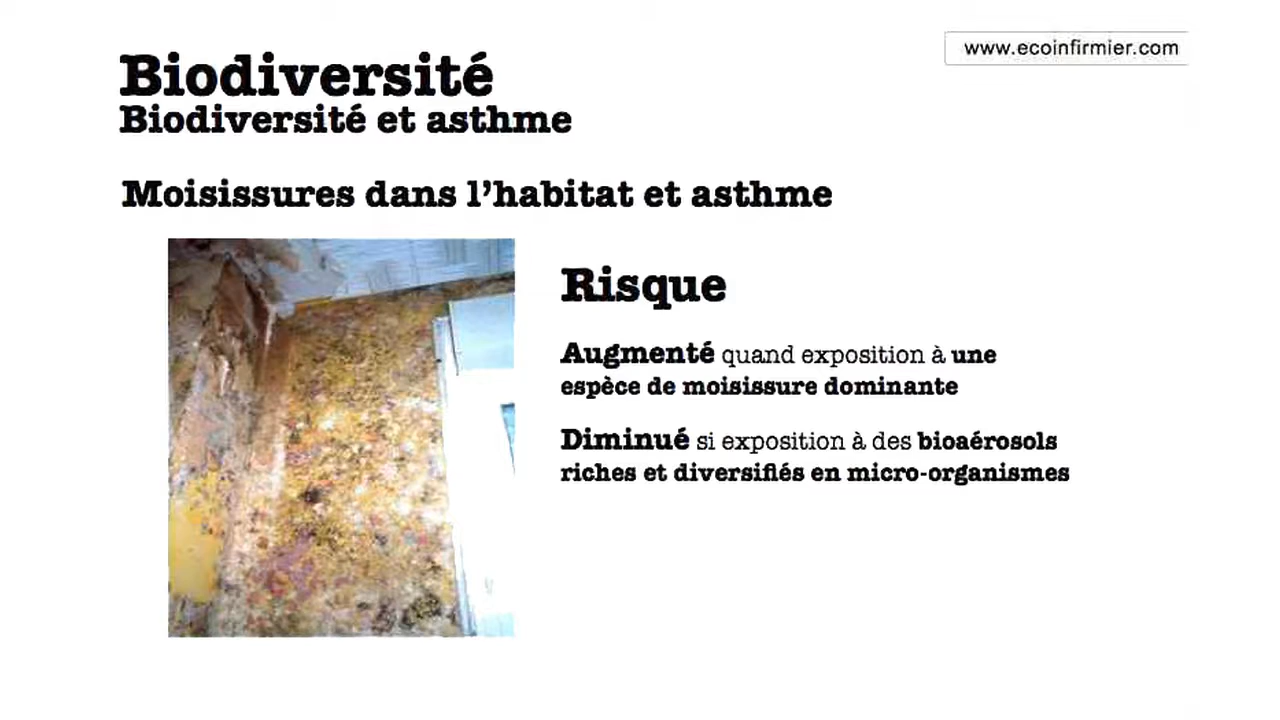 www.ecoinfirmier.com
Biodiversité
Biodiversité et asthme
Moisissures dans l’habitat et asthme
Risque
Augmenté quand exposition à une
espèce de moisissure dominante
Diminué si exposition à des bioaérosols
riches et diversifiés en micro-organismes